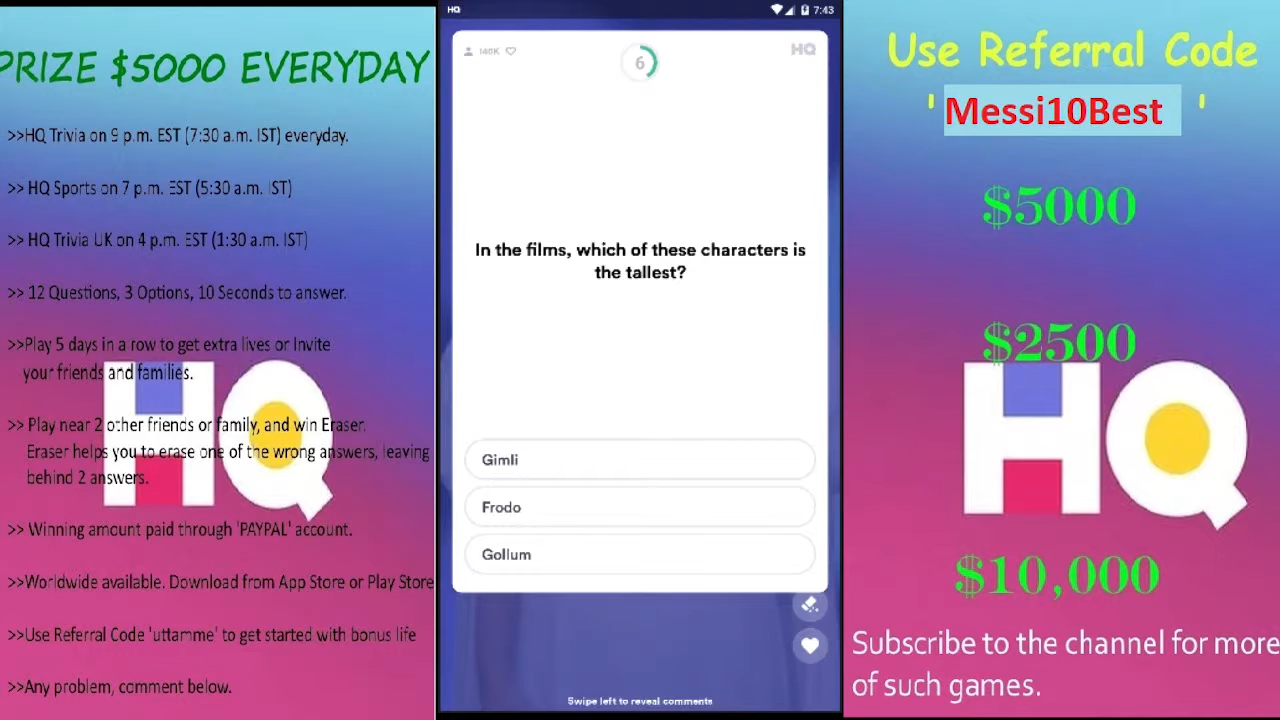 PRIZE $5000 EVERYDAY
>>HQ Trivia on 9 p.m. EST (7:30 a.m. IST) everyday.
>> HQ Sports on 7 p.m. EST (5:30 a.m. IST)
>> HQ Trivia UK on 4 p.m. EST (1:30 a.m. IST)
>> 12 Questions, 3 Options, 10 Seconds to answer.
>>Play 5 days in a row to get extra lives or Invite
your friends and families.
>> Play near 2 other friends or family, and win Eraser.
Eraser helps you to erase one of the wrong answers, leaving
behind 2 answers.
>> Winning amount paid through 'PAYPAL' account.
>>Worldwide available. Download from App Store or Play Store
>>Use Referral Code 'uttamme' to get started with bonus life
>>Any problem, comment below.
HQ
HQ
7:43
140K
6
HQ
In the films, which of these characters is
the tallest?
Gimli
Frodo
Gollum
Swipe left to reveal comments
Use Referral Code
' Messi10Best '
$5000
$2500
HQ
$10,000
Subscribe to the channel for more
of such games.